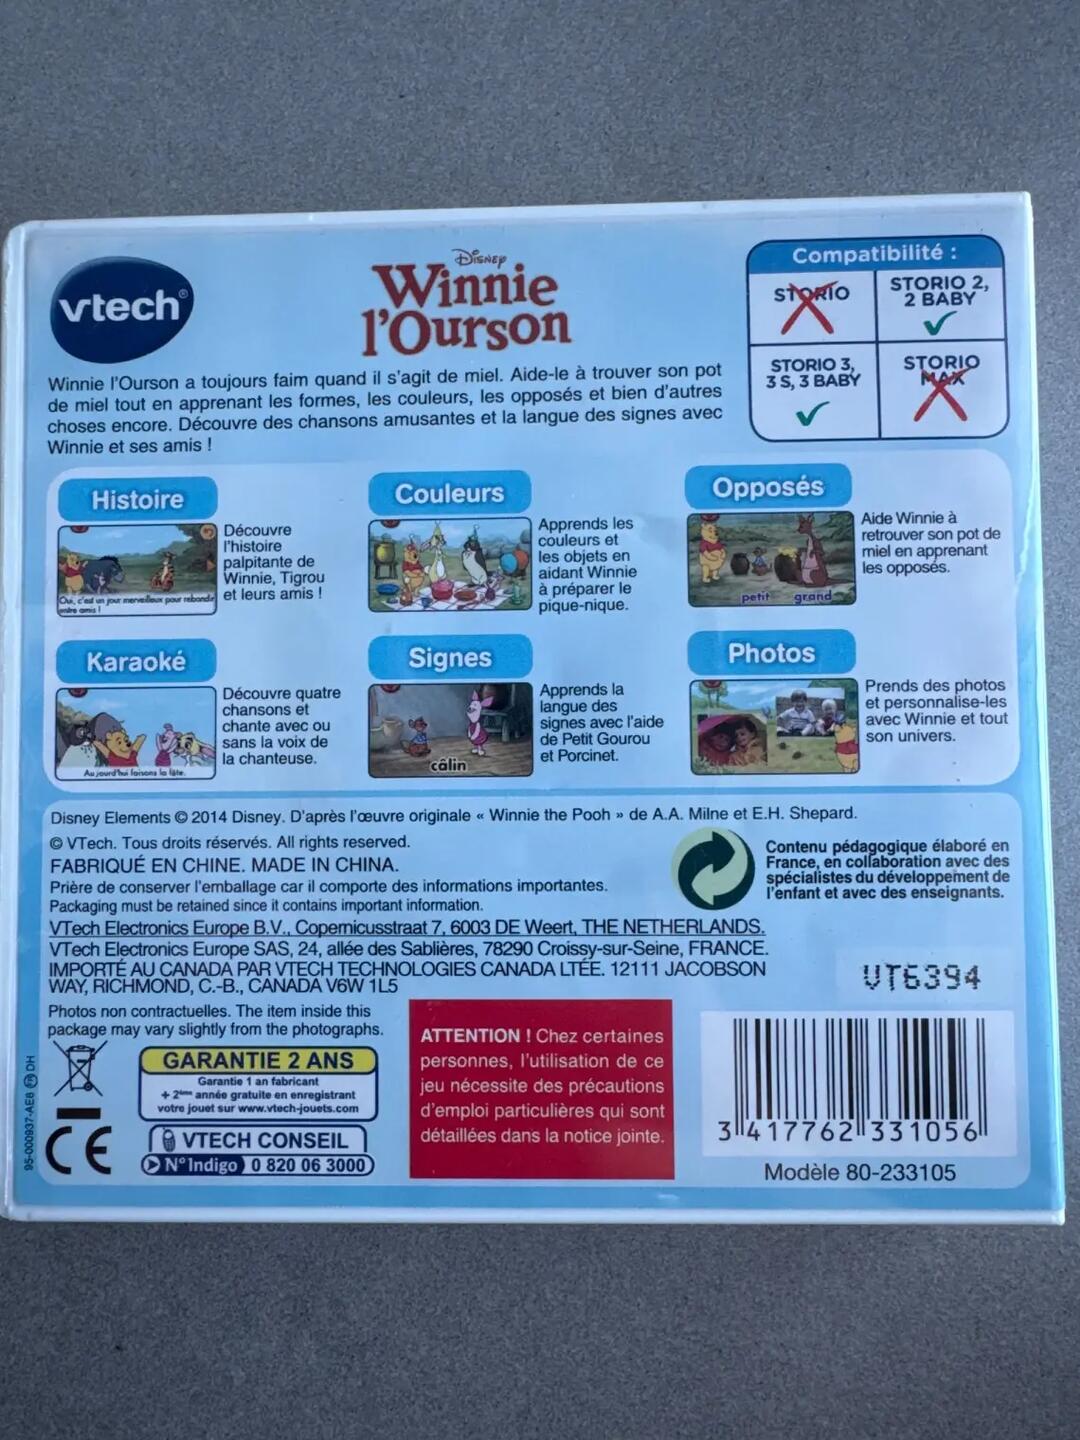 vtech®
Disney
Winnie
l'Ourson
Compatibilité :
STORIO
STORIO 2,
2 BABY
STORIO 3,
3 S, 3 BABY
STORIO
MAX
Winnie l'Ourson a toujours faim quand il s'agit de miel. Aide-le à trouver son pot
de miel tout en apprenant les formes, les couleurs, les opposés et bien d'autres
choses encore. Découvre des chansons amusantes et la langue des signes avec
Winnie et ses amis !
Histoire
Découvre
l'histoire
palpitante de
Winnie, Tigrou
et leurs amis !
Oui, c'est un jour merveilleux pour rebondir
entre amis !
Couleurs
Apprends les
couleurs et
les objets en
aidant Winnie
à préparer le
pique-nique.
Opposés
Aide Winnie à
retrouver son pot de
miel en apprenant
les opposés.
petit grand
Karaoké
Découvre quatre
chansons et
chante avec ou
sans la voix de
la chanteuse.
Aujourd'hui faisons la fête.
Signes
Apprends la
langue des
signes avec l'aide
de Petit Gourou
et Porcinet.
câlin
Photos
Prends des photos
et personnalise-les
avec Winnie et tout
son univers.
Disney Elements © 2014 Disney. D'après l'œuvre originale « Winnie the Pooh » de A.A. Milne et E.H. Shepard.
© VTech. Tous droits réservés. All rights reserved.
FABRIQUÉ EN CHINE. MADE IN CHINA.
Prière de conserver l'emballage car il comporte des informations importantes.
Packaging must be retained since it contains important information.
VTech Electronics Europe B.V., Copernicusstraat 7, 6003 DE Weert, THE NETHERLANDS.
VTech Electronics Europe SAS, 24, allée des Sablières, 78290 Croissy-sur-Seine, FRANCE.
IMPORTÉ AU CANADA PAR VTECH TECHNOLOGIES CANADA LTÉE. 12111 JACOBSON
WAY, RICHMOND, C.-B., CANADA V6W 1L5
Contenu pédagogique élaboré en
France, en collaboration avec des
spécialistes du développement de
l'enfant et avec des enseignants.
VT6394
Photos non contractuelles. The item inside this
package may vary slightly from the photographs.
95-000937-AE8 FR DH
CE
GARANTIE 2 ANS
Garantie 1 an fabricant
+ 2ème année gratuite en enregistrant
votre jouet sur www.vtech-jouets.com
VTECH CONSEIL
N° Indigo 0 820 06 3000
ATTENTION ! Chez certaines
personnes, l'utilisation de ce
jeu nécessite des précautions
d'emploi particulières qui sont
détaillées dans la notice jointe.
3 417762 331056
Modèle 80-233105